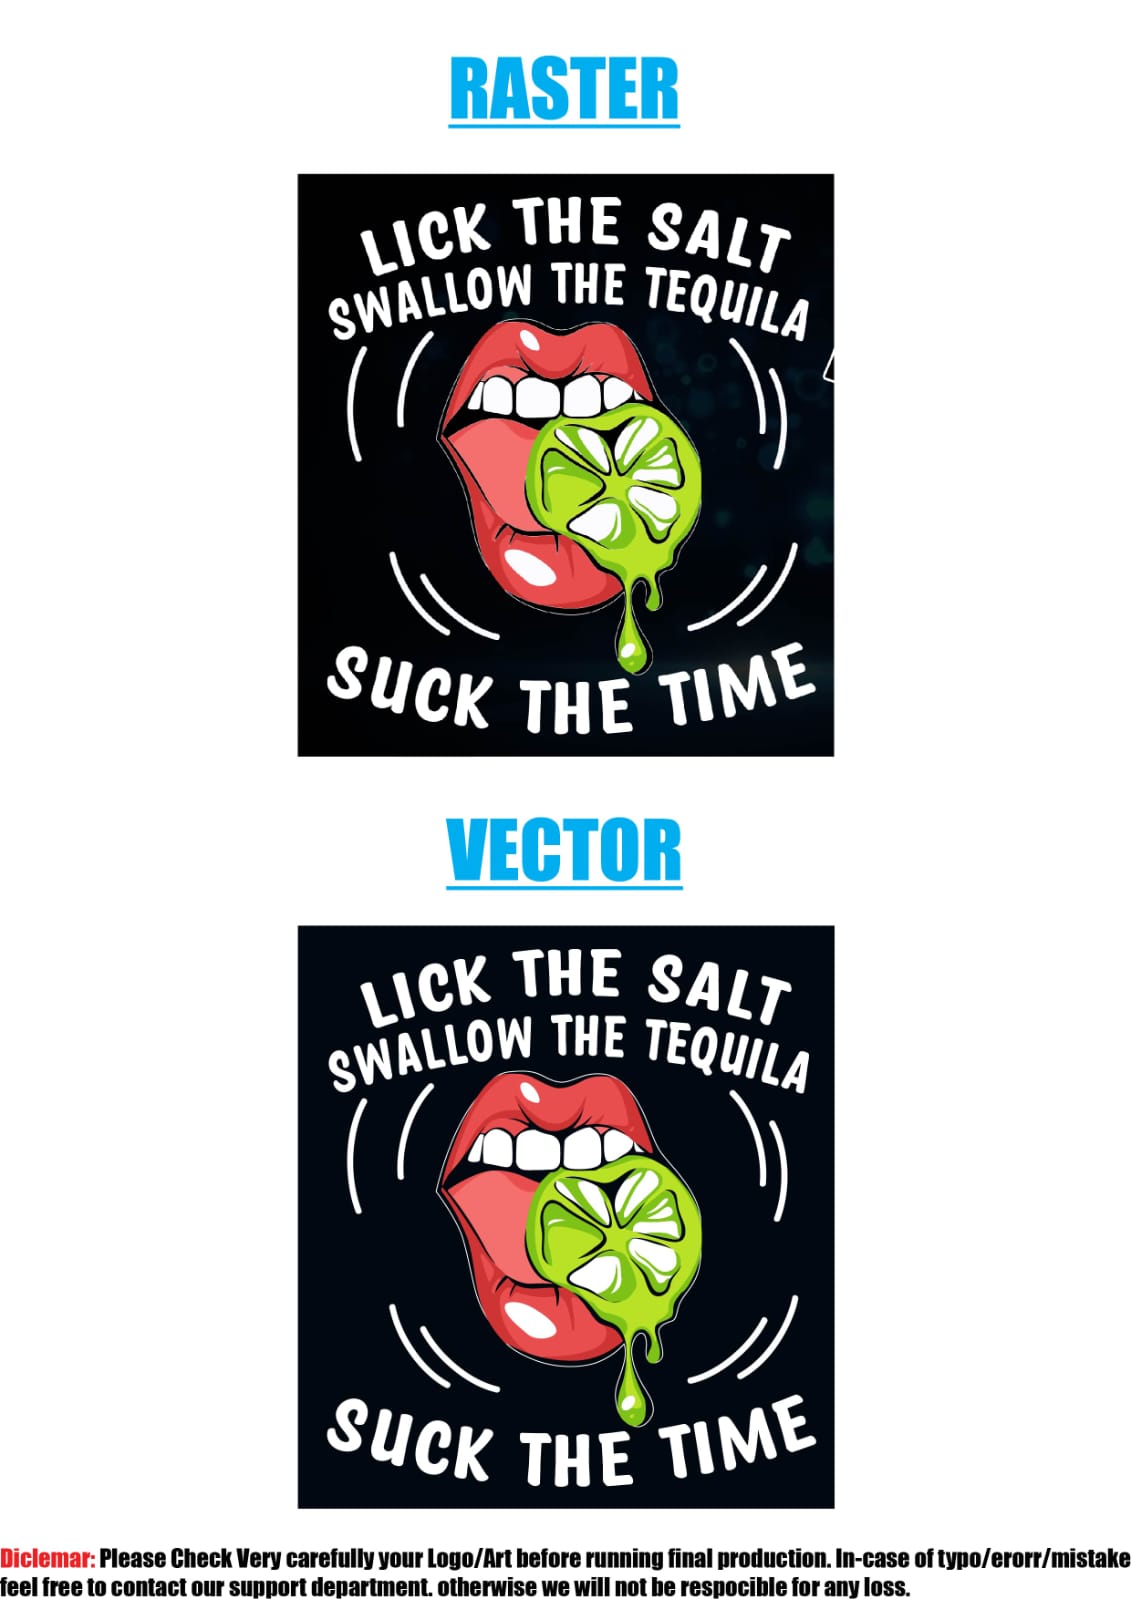 RASTER
LICK THE SALT
SWALLOW THE TEQUILA
SUCK THE TIME
VECTOR
LICK THE SALT
SWALLOW THE TEQUILA
SUCK THE TIME
Diclemar: Please Check Very carefully your Logo/Art before running final production. In-case of typo/erorr/mistake
feel free to contact our support department. otherwise we will not be respocible for any loss.